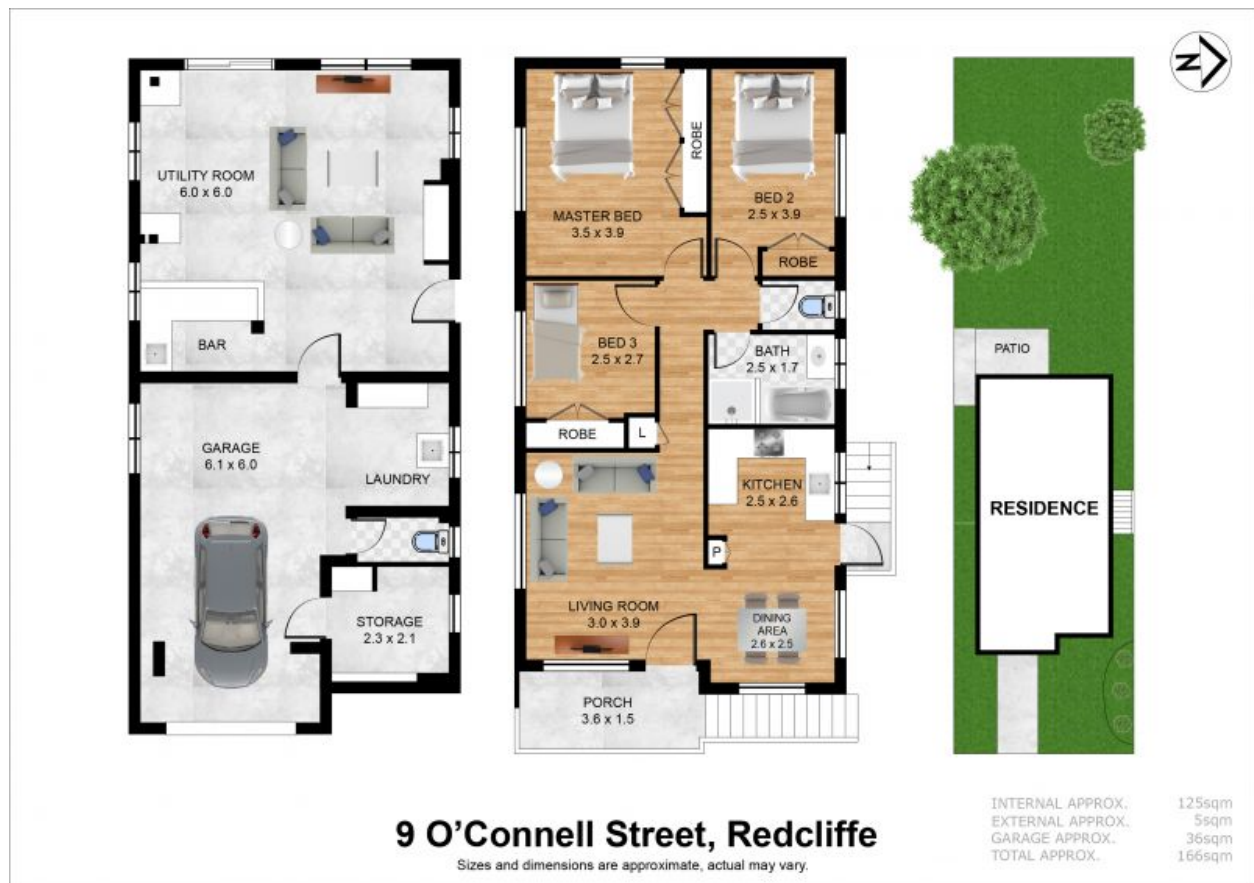 N
UTILITY ROOM
6.0 x 6.0
BAR
GARAGE
6.1 x 6.0
LAUNDRY
STORAGE
2.3 x 2.1
MASTER BED
3.5 x 3.9
ROBE
BED 2
2.5 x 3.9
ROBE
BED 3
2.5 x 2.7
ROBE
L
BATH
2.5 x 1.7
KITCHEN
2.5 x 2.6
P
LIVING ROOM
3.0 x 3.9
DINING
AREA
2.6 x 2.5
PORCH
3.6 x 1.5
PATIO
RESIDENCE
9 O'Connell Street, Redcliffe
Sizes and dimensions are approximate, actual may vary.
INTERNAL APPROX. 125sqm
EXTERNAL APPROX. 5sqm
GARAGE APPROX. 36sqm
TOTAL APPROX. 166sqm